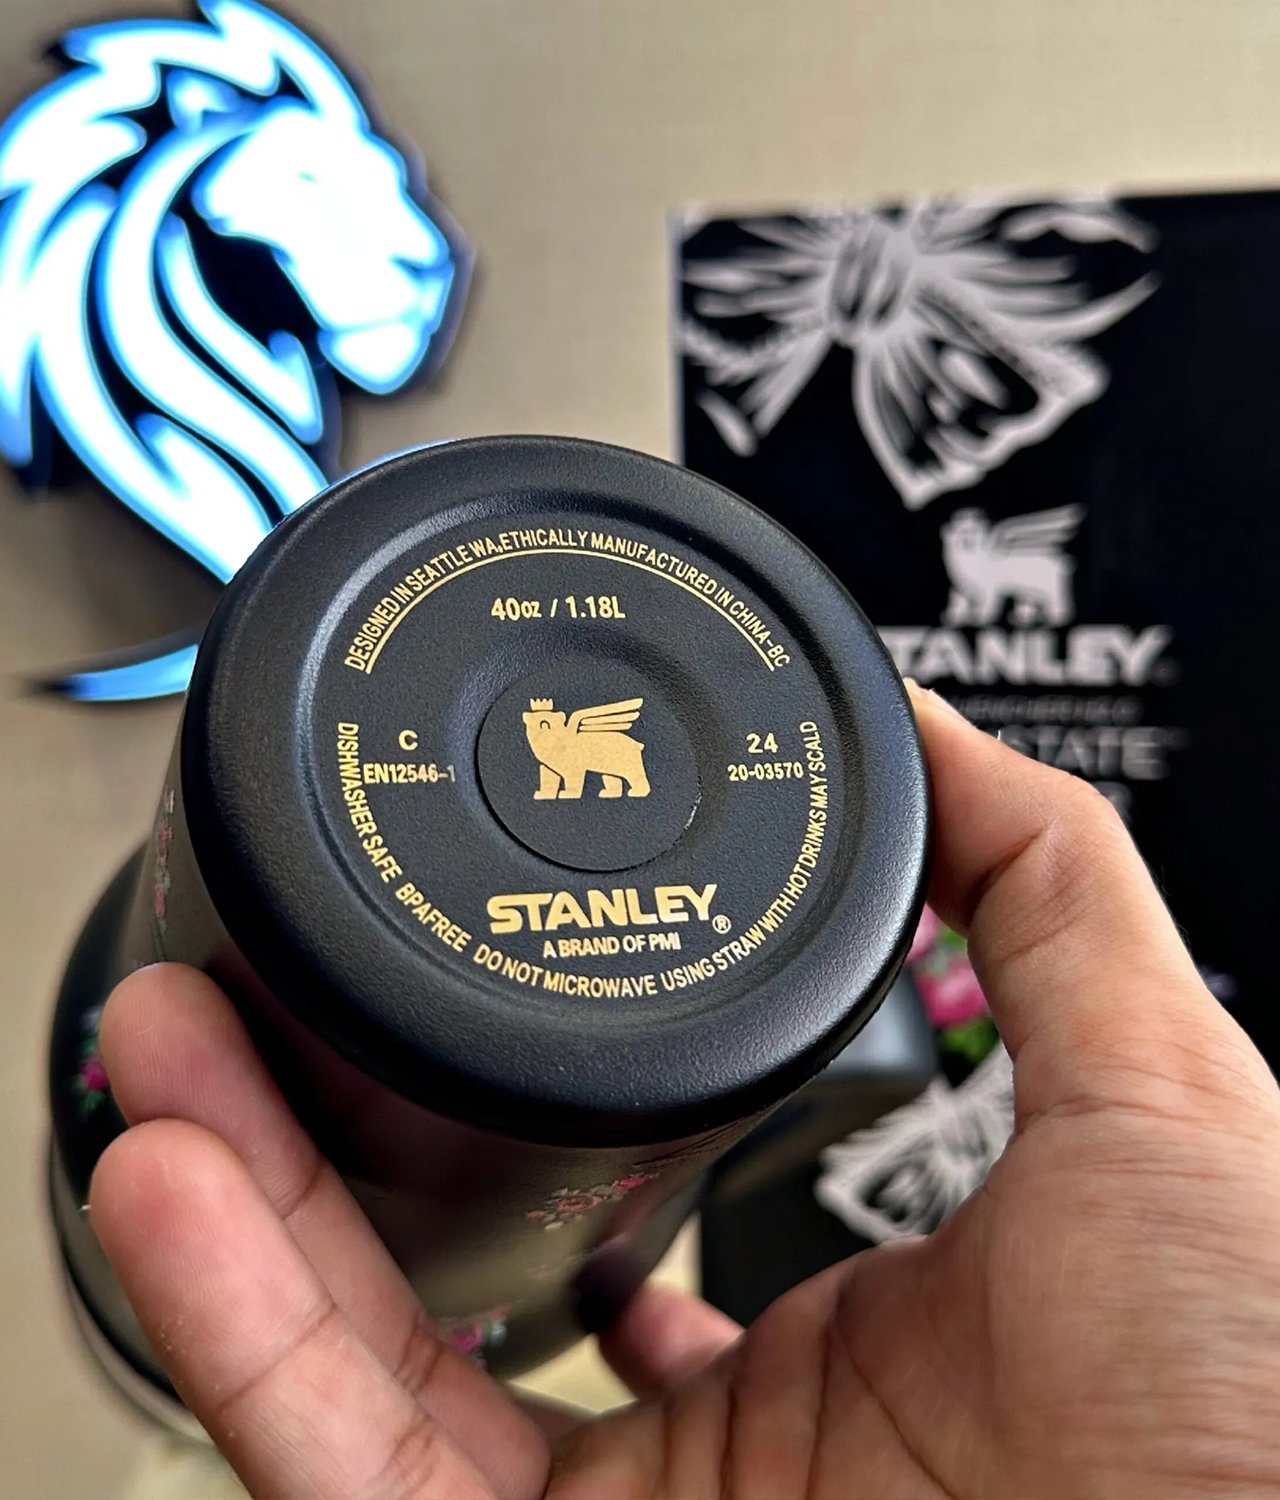 DESIGNED IN SEATTLE WA,ETHICALLY MANUFACTURED IN CHINA-BC
40oz / 1.18L
C
EN12546-1
24
20-03570
STANLEY®
A BRAND OF PMI
DISHWASHER SAFE BPAFREE DO NOT MICROWAVE USING STRAW WITH HOT DRINKS MAY SCALD
STANLEY